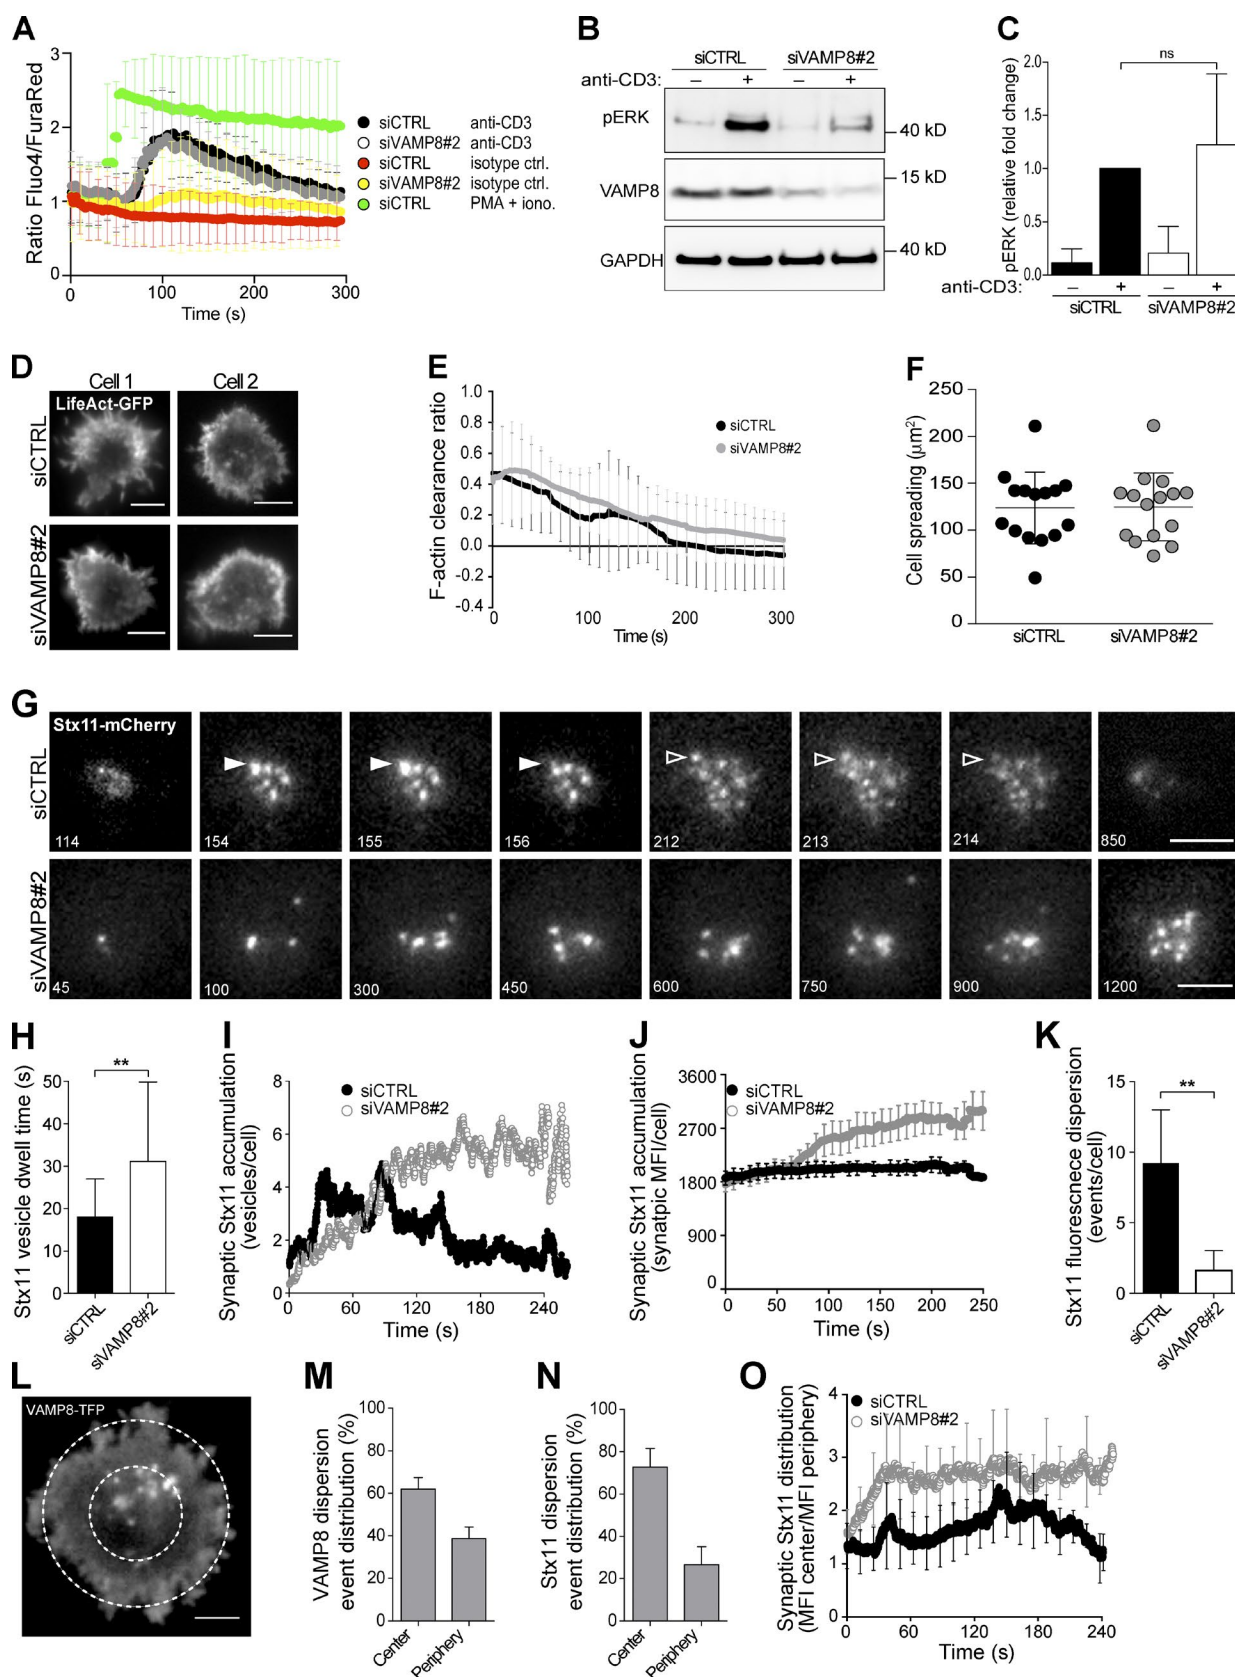 A
Ratio Fluo4/FuraRed
3
2
1
0
0
100
200
300
Time (s)
siCTRL anti-CD3
siVAMP8#2 anti-CD3
siCTRL isotype ctrl.
siVAMP8#2 isotype ctrl.
siCTRL PMA + iono.
B
siCTRL siVAMP8#2
anti-CD3: – + – +
pERK
40 kD
15 kD
VAMP8
40 kD
GAPDH
C
pERK (relative fold change)
2.0
1.5
1.0
0.5
0.0
ns
anti-CD3: – + – +
siCTRL siVAMP8#2
D
Cell 1 Cell 2
LifeAct-GFP
siCTRL
siVAMP8#2
E
F-actin clearance ratio
1.0
0.8
0.6
0.4
0.2
0.0
-0.2
-0.4
0 100 200 300
Time (s)
siCTRL
siVAMP8#2
F
Cell spreading (μm²)
250
200
150
100
50
0
siCTRL siVAMP8#2
G
Stx11-mCherry
siCTRL
114 154 155 156 212 213 214 850
siVAMP8#2
45 100 300 450 600 750 900 1200
H
Stx11 vesicle dwell time (s)
50
40
30
20
10
0
**
siCTRL
siVAMP8#2
I
Synaptic Stx11 accumulation
(vesicles/cell)
8
6
4
2
0
0 60 120 180 240
Time (s)
siCTRL
siVAMP8#2
J
Synaptic Stx11 accumulation
(synatpic MFI/cell)
3600
2700
1800
900
0
0 50 100 150 200 250
Time (s)
siCTRL
siVAMP8#2
K
Stx11 fluorescnece dispersion
(events/cell)
15
10
5
0
**
siCTRL
siVAMP8#2
L
VAMP8-TFP
M
VAMP8 dispersion
event distribution (%)
100
80
60
40
20
0
Center
Periphery
N
Stx11 dispersion
event distribution (%)
100
80
60
40
20
0
Center
Periphery
O
Synaptic Stx11 distribution
(MFI center/MFI periphery)
4
3
2
1
0
0 60 120 180 240
Time (s)
siCTRL
siVAMP8#2